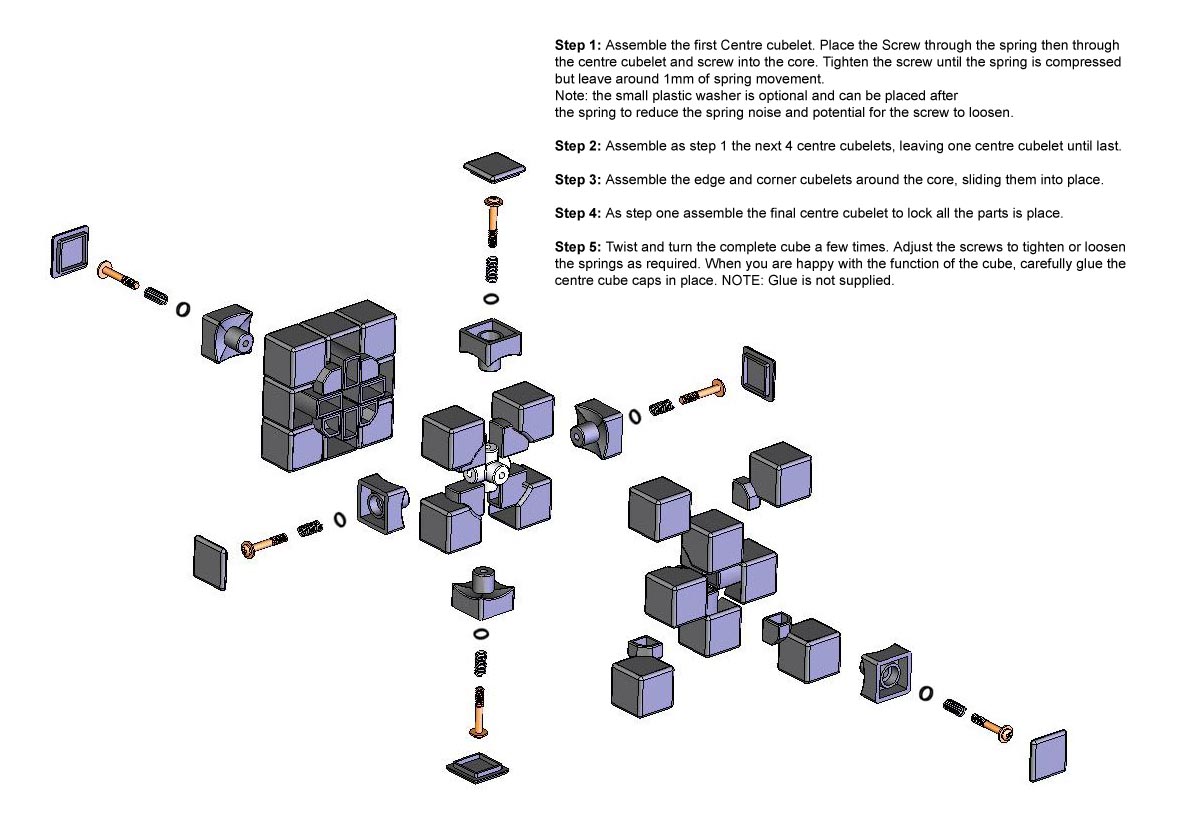 Step 1: Assemble the first Centre cubelet. Place the Screw through the spring then through
the centre cubelet and screw into the core. Tighten the screw until the spring is compressed
but leave around 1mm of spring movement.
Note: the small plastic washer is optional and can be placed after
the spring to reduce the spring noise and potential for the screw to loosen.
Step 2: Assemble as step 1 the next 4 centre cubelets, leaving one centre cubelet until last.
Step 3: Assemble the edge and corner cubelets around the core, sliding them into place.
Step 4: As step one assemble the final centre cubelet to lock all the parts is place.
Step 5: Twist and turn the complete cube a few times. Adjust the screws to tighten or loosen
the springs as required. When you are happy with the function of the cube, carefully glue the
centre cube caps in place. NOTE: Glue is not supplied.